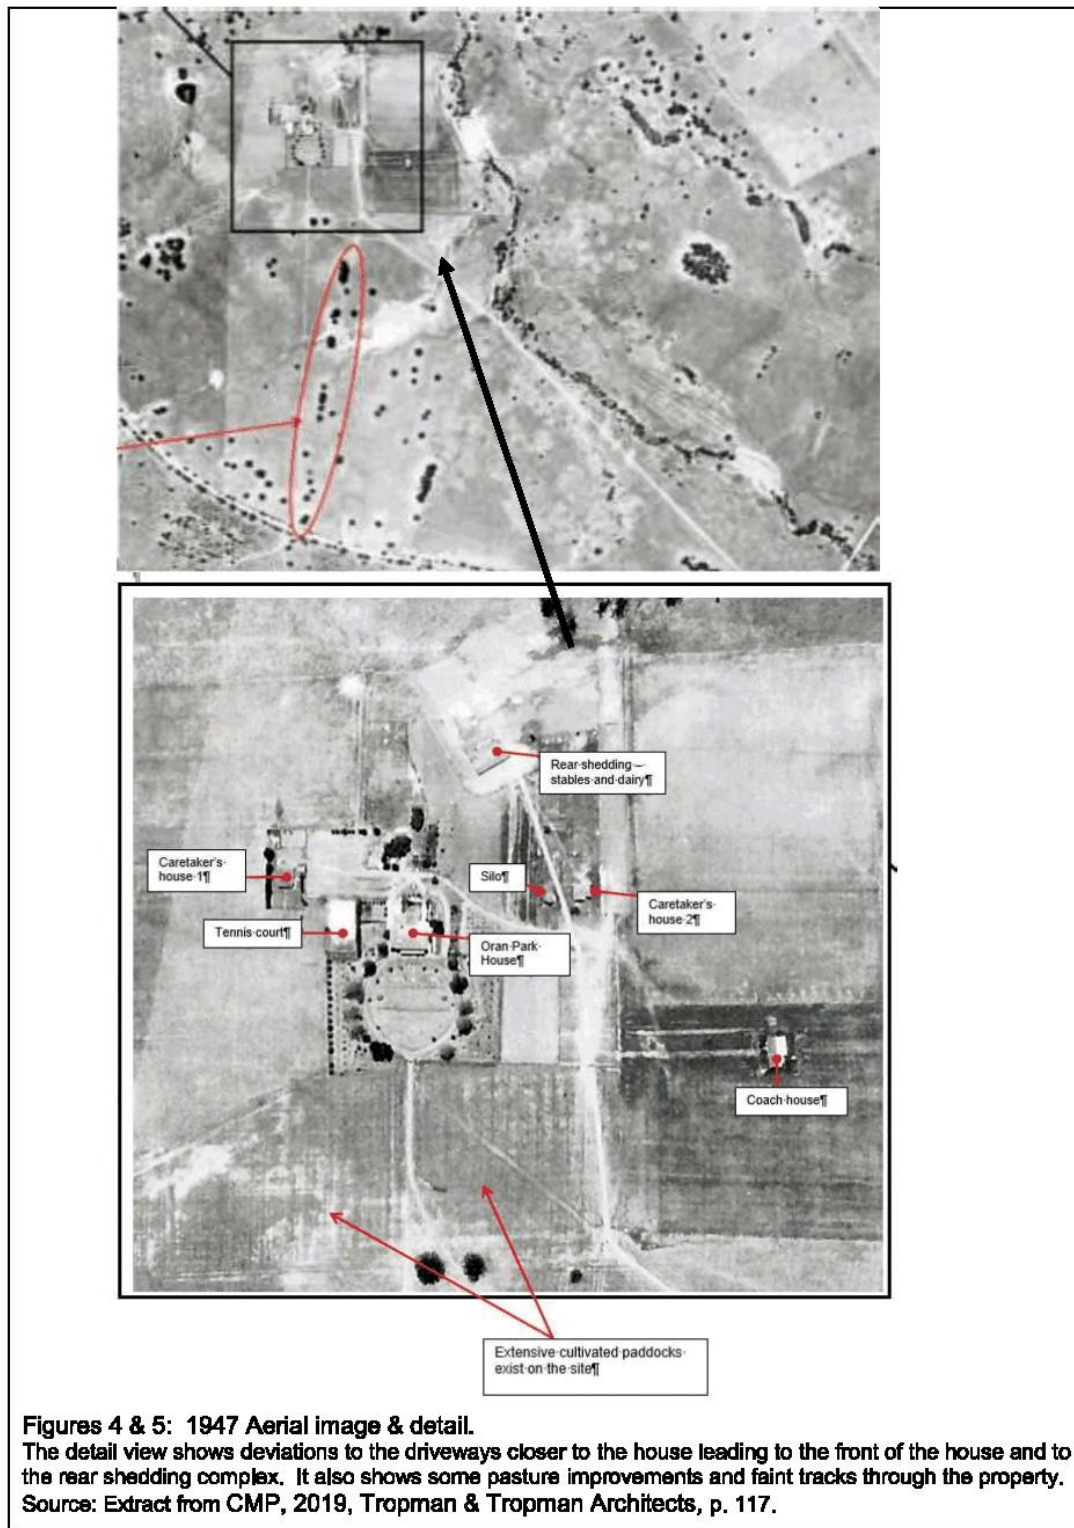 Rear·shedding·–·
stables·and·dairy¶
Caretaker's·
house·1¶
Silo¶
Caretaker's·
house·2¶
Tennis·court¶
Oran·Park·
House¶
Coach·house¶
Extensive·cultivated·paddocks·
exist·on·the·site¶
Figures 4 & 5: 1947 Aerial image & detail.
The detail view shows deviations to the driveways closer to the house leading to the front of the house and to
the rear shedding complex. It also shows some pasture improvements and faint tracks through the property.
Source: Extract from CMP, 2019, Tropman & Tropman Architects, p. 117.